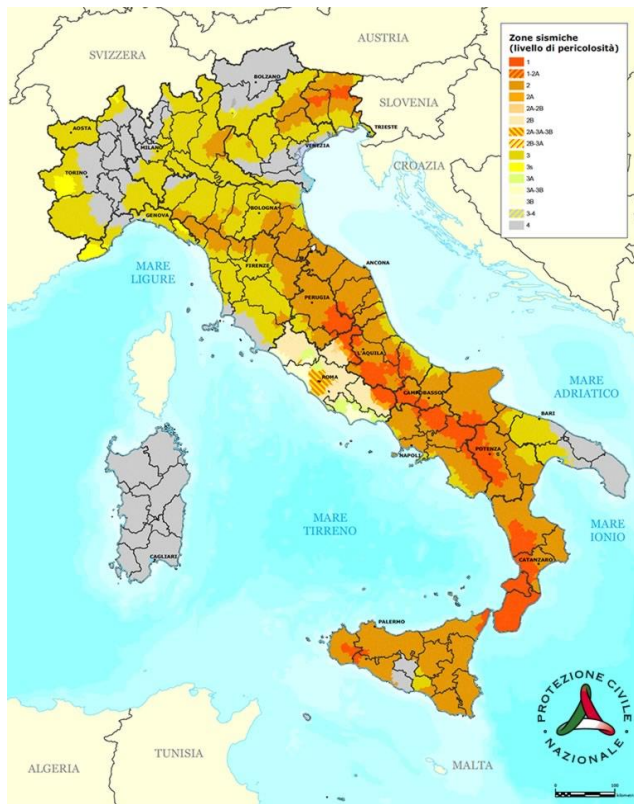 AUSTRIA
SVIZZERA
SLOVENIA
CROAZIA
Zone sismiche
(livello di pericolosità)
1
1-2A
2
2A
2A-2B
2B
2A-3A-3B
2B-3A
3
3s
3A
3A-3B
3B
3-4
4
BOLZANO
AOSTA
MILANO
VENEZIA
TRIESTE
TORINO
GENOVA
BOLOGNA
FIRENZE
ANCONA
PERUGIA
MARE
LIGURE
L'AQUILA
ROMA
CAMPOBASSO
MARE
ADRIATICO
BARI
NAPOLI
POTENZA
MARE
TIRRENO
MARE
IONIO
CAGLIARI
CATANZARO
PALERMO
PROTEZIONE CIVILE
NAZIONALE
ALGERIA
TUNISIA
MALTA